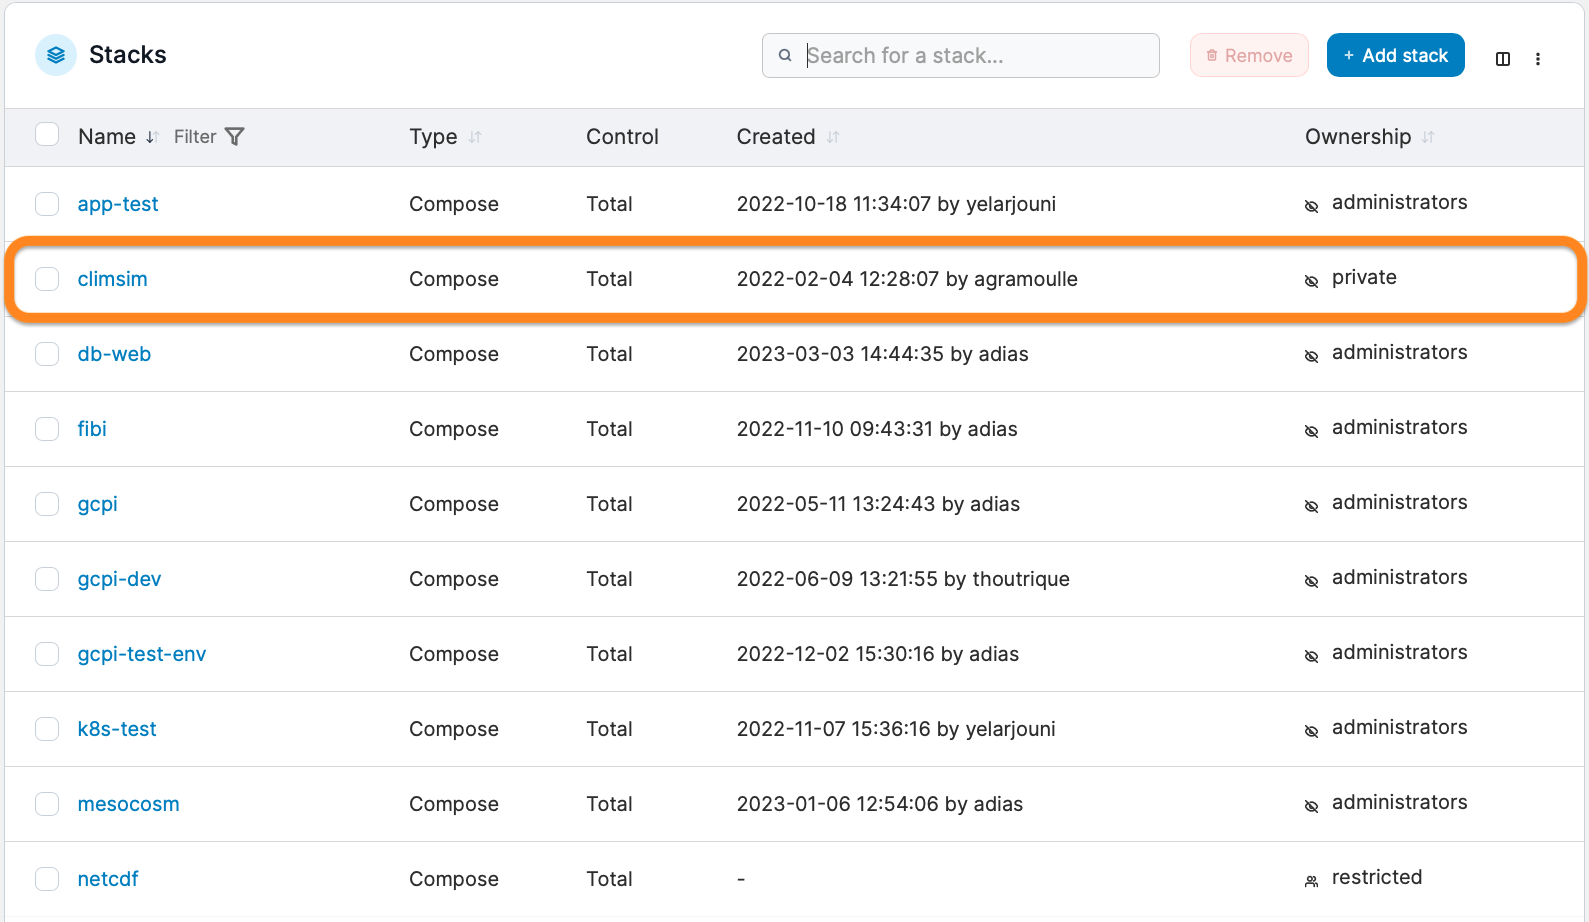 Stacks Search for a stack... Remove + Add stack
Name Filter Type Control Created Ownership
app-test Compose Total 2022-10-18 11:34:07 by yelarjouni administrators
climsim Compose Total 2022-02-04 12:28:07 by agramoulle private
db-web Compose Total 2023-03-03 14:44:35 by adias administrators
fibi Compose Total 2022-11-10 09:43:31 by adias administrators
gcpi Compose Total 2022-05-11 13:24:43 by adias administrators
gcpi-dev Compose Total 2022-06-09 13:21:55 by thoutrique administrators
gcpi-test-env Compose Total 2022-12-02 15:30:16 by adias administrators
k8s-test Compose Total 2022-11-07 15:36:16 by yelarjouni administrators
mesocosm Compose Total 2023-01-06 12:54:06 by adias administrators
netcdf Compose Total - restricted